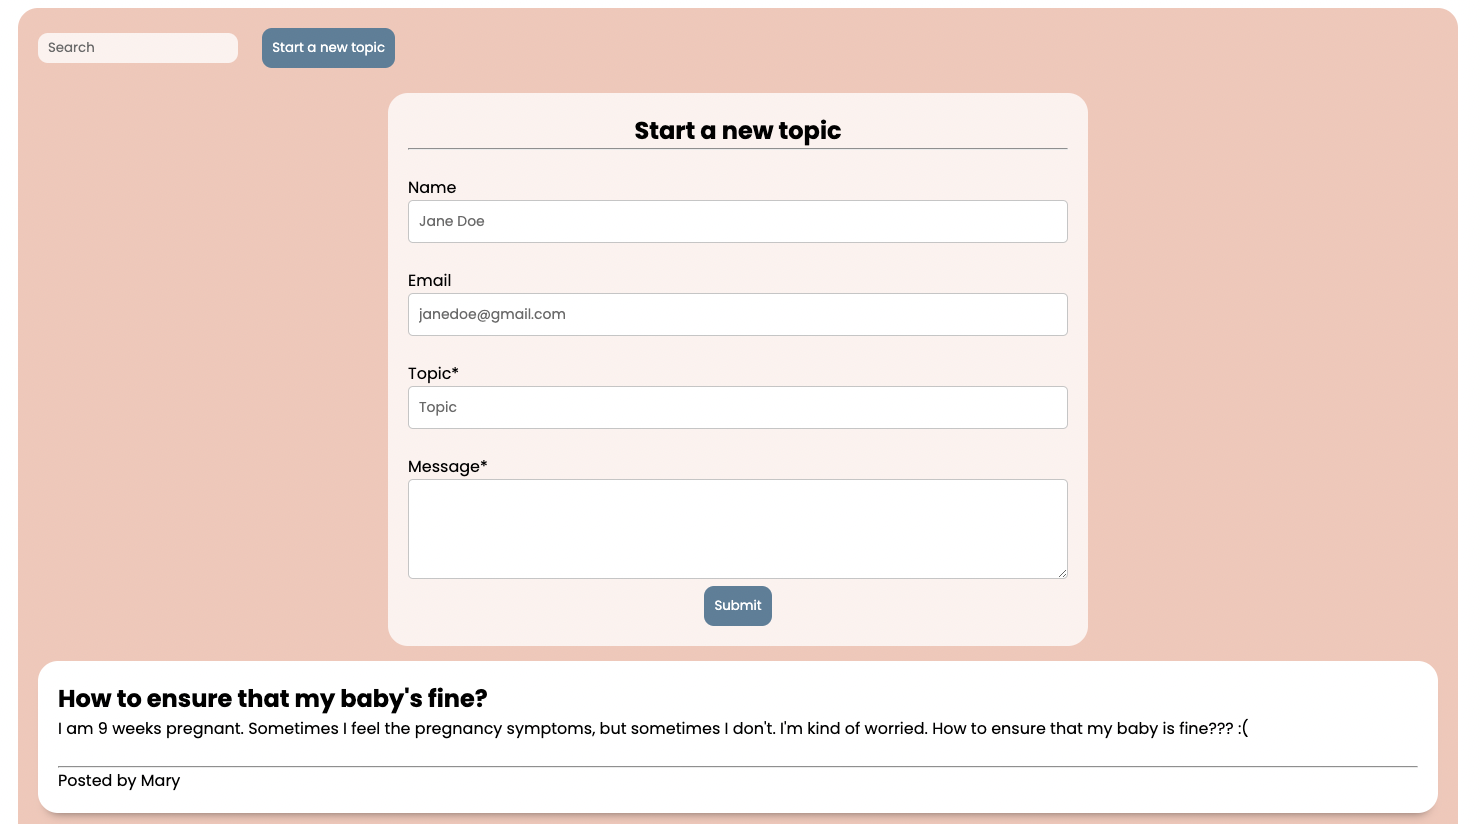 Search
Start a new topic
Start a new topic
Name
Jane Doe
Email
janedoe@gmail.com
Topic*
Topic
Message*
Submit
How to ensure that my baby's fine?
I am 9 weeks pregnant. Sometimes I feel the pregnancy symptoms, but sometimes I don't. I'm kind of worried. How to ensure that my baby is fine??? :(
Posted by Mary